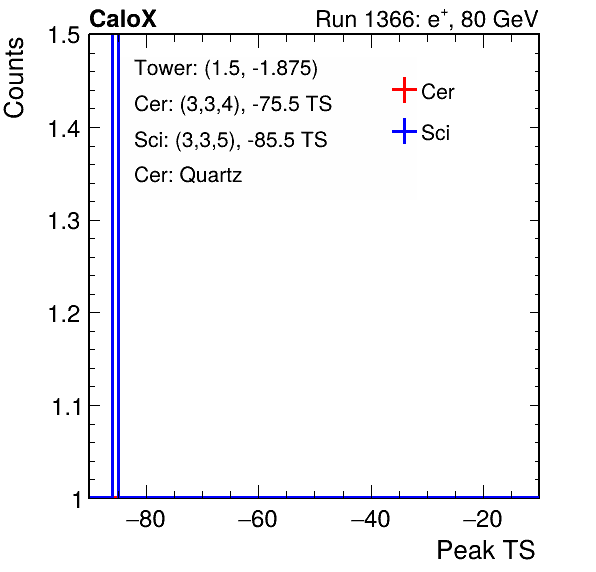 CaloX Run 1366: e⁺, 80 GeV
Counts
1.5
1.4
1.3
1.2
1.1
1
Tower: (1.5, -1.875)
Cer: (3,3,4), -75.5 TS
Sci: (3,3,5), -85.5 TS
Cer: Quartz
Cer
Sci
−80 −60 −40 −20
Peak TS